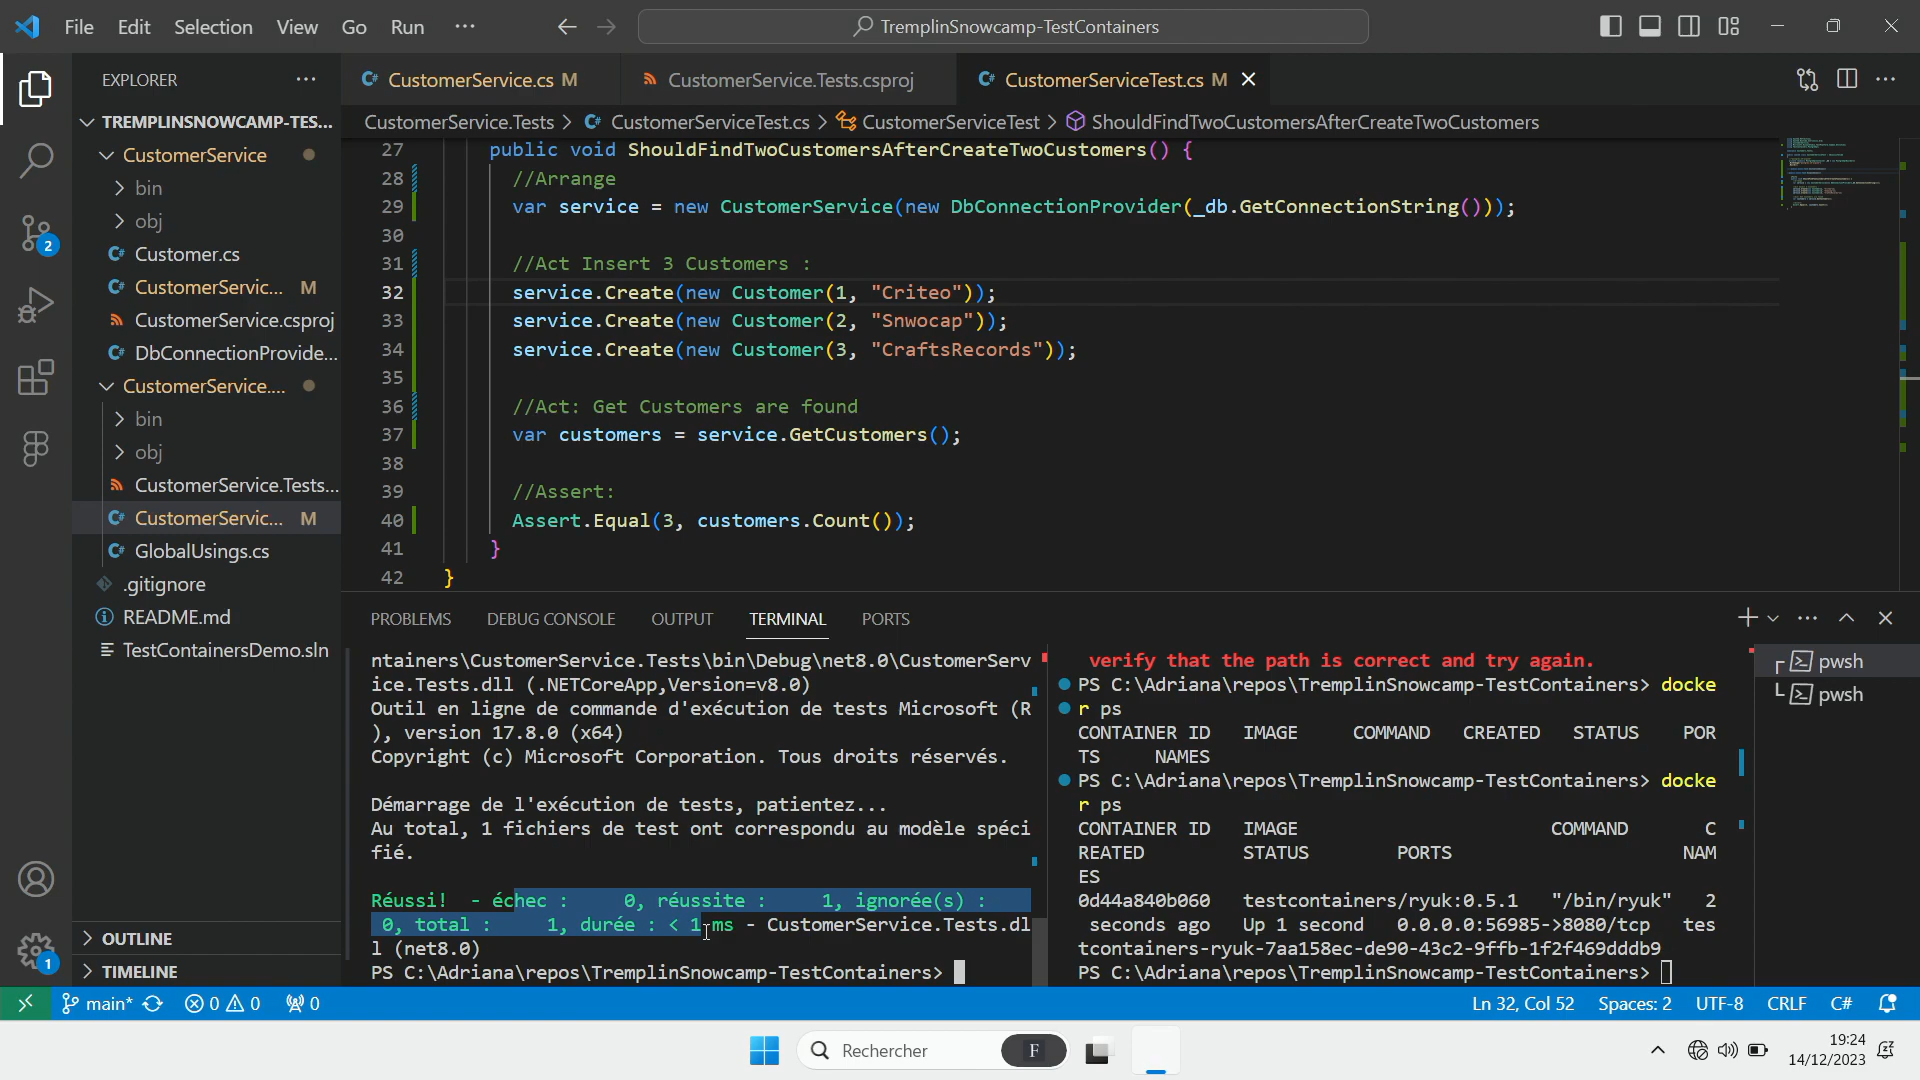 File Edit Selection View Go Run ···
TremplinSnowcamp-TestContainers
EXPLORER ···
CustomerService.cs M
CustomerService.Tests.csproj
CustomerServiceTest.cs M
CustomerService.Tests > CustomerServiceTest.cs > CustomerServiceTest > ShouldFindTwoCustomersAfterCreateTwoCustomers
TREMPLINSNOWCAMP-TES...
CustomerService
bin
obj
Customer.cs
CustomerServic... M
CustomerService.csproj
DbConnectionProvide...
CustomerService....
bin
obj
CustomerService.Tests...
CustomerServic... M
GlobalUsings.cs
.gitignore
README.md
TestContainersDemo.sln
OUTLINE
TIMELINE
2
1
27 public void ShouldFindTwoCustomersAfterCreateTwoCustomers() {
28 //Arrange
29 var service = new CustomerService(new DbConnectionProvider(_db.GetConnectionString()));
30
31 //Act Insert 3 Customers :
32 service.Create(new Customer(1, "Criteo"));
33 service.Create(new Customer(2, "Snwocap"));
34 service.Create(new Customer(3, "CraftsRecords"));
35
36 //Act: Get Customers are found
37 var customers = service.GetCustomers();
38
39 //Assert:
40 Assert.Equal(3, customers.Count());
41 }
42 }
PROBLEMS DEBUG CONSOLE OUTPUT TERMINAL PORTS
ntainers\CustomerService.Tests\bin\Debug\net8.0\CustomerServ
ice.Tests.dll (.NETCoreApp,Version=v8.0)
Outil en ligne de commande d'exécution de tests Microsoft (R
), version 17.8.0 (x64)
Copyright (c) Microsoft Corporation. Tous droits réservés.
Démarrage de l'exécution de tests, patientez...
Au total, 1 fichiers de test ont correspondu au modèle spéci
fié.
Réussi!  - échec :     0, réussite :     1, ignorée(s) :
0, total :     1, durée : < 1 ms - CustomerService.Tests.dl
l (net8.0)
PS C:\Adriana\repos\TremplinSnowcamp-TestContainers>
verify that the path is correct and try again.
PS C:\Adriana\repos\TremplinSnowcamp-TestContainers> docke
r ps
CONTAINER ID   IMAGE     COMMAND   CREATED   STATUS    POR
TS     NAMES
PS C:\Adriana\repos\TremplinSnowcamp-TestContainers> docke
r ps
CONTAINER ID   IMAGE                       COMMAND       C
REATED         STATUS        PORTS                     NAM
ES
0d44a840b060   testcontainers/ryuk:0.5.1   "/bin/ryuk"   2
seconds ago   Up 1 second   0.0.0.0:56985->8080/tcp   tes
tcontainers-ryuk-7aa158ec-de90-43c2-9ffb-1f2f469dddb9
PS C:\Adriana\repos\TremplinSnowcamp-TestContainers>
pwsh
pwsh
main* 0 0 0
Ln 32, Col 52 Spaces: 2 UTF-8 CRLF C#
Rechercher F
19:24
14/12/2023